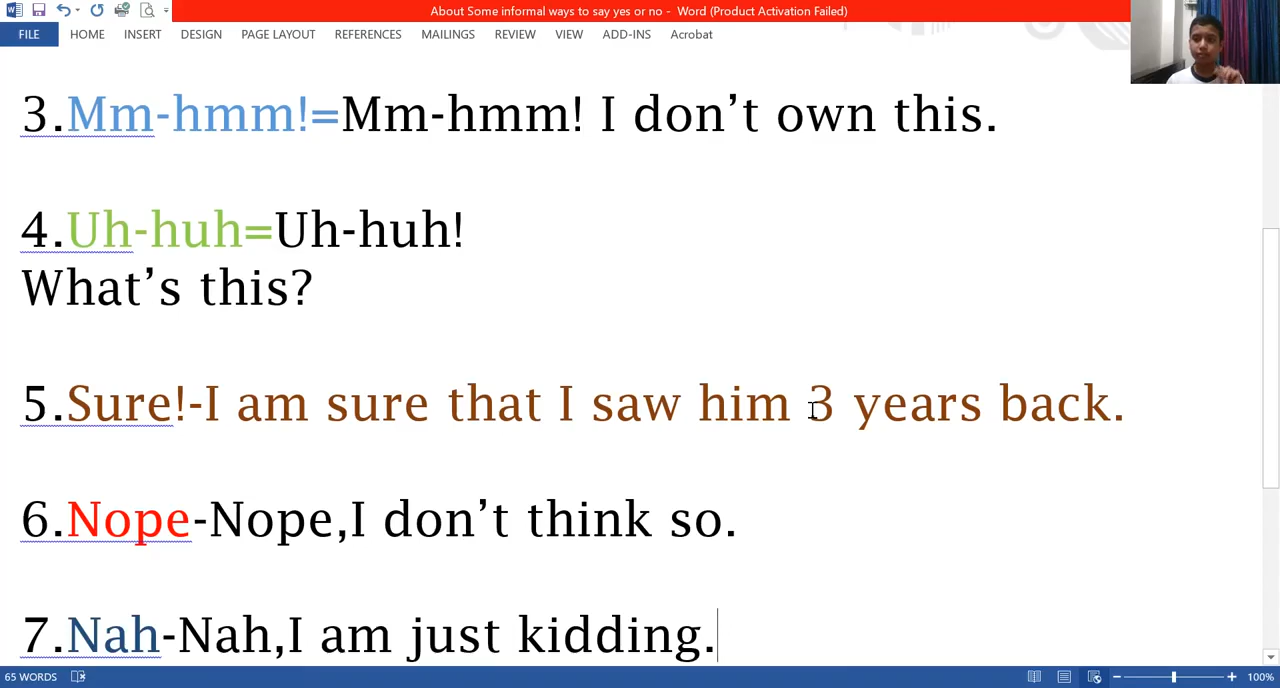 About Some informal ways to say yes or no - Word (Product Activation Failed)
FILE HOME INSERT DESIGN PAGE LAYOUT REFERENCES MAILINGS REVIEW VIEW ADD-INS Acrobat
3.Mm-hmm!=Mm-hmm! I don’t own this.
4.Uh-huh=Uh-huh!
What’s this?
5.Sure!-I am sure that I saw him 3 years back.
6.Nope-Nope,I don’t think so.
7.Nah-Nah,I am just kidding.
65 WORDS 100%